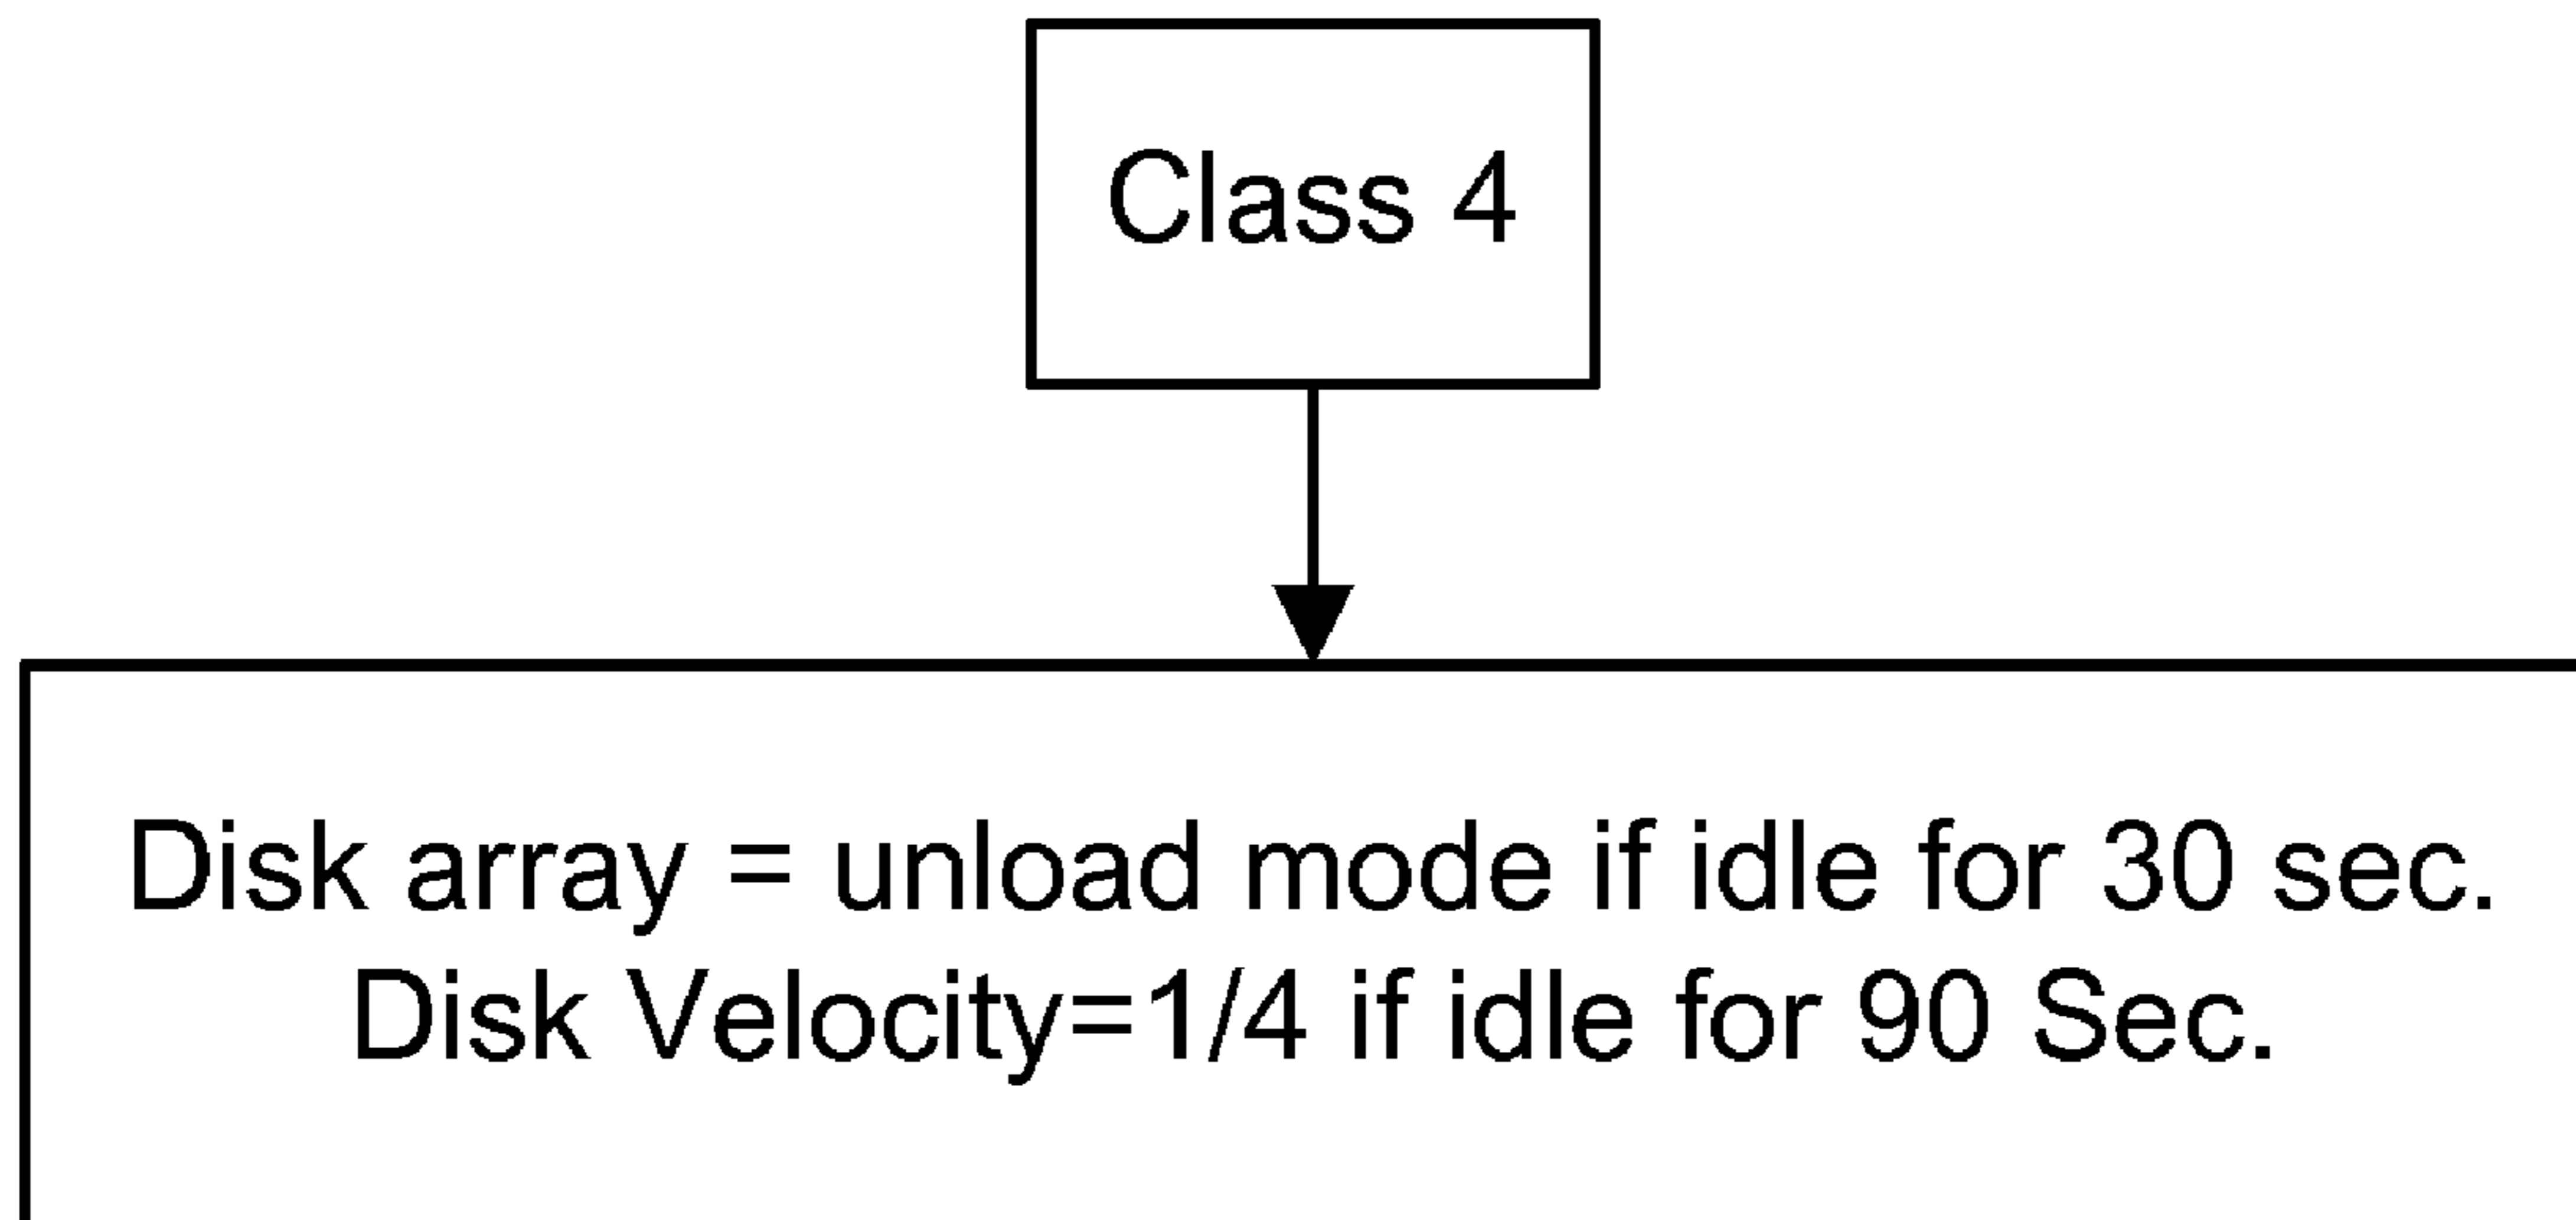 Class 4
Disk array = unload mode if idle for 30 sec.
Disk Velocity=1/4 if idle for 90 Sec.